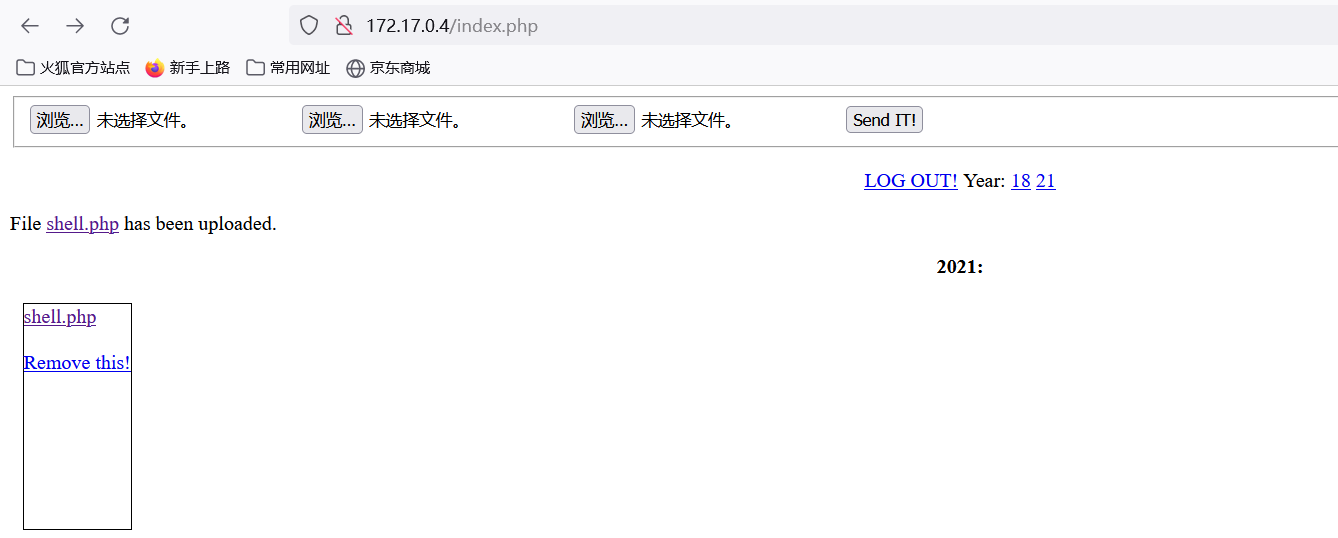 172.17.0.4/index.php
火狐官方站点 新手上路 常用网址 京东商城
浏览... 未选择文件。 浏览... 未选择文件。 浏览... 未选择文件。 Send IT!
LOG OUT! Year: 18 21
File shell.php has been uploaded.
2021:
shell.php
Remove this!